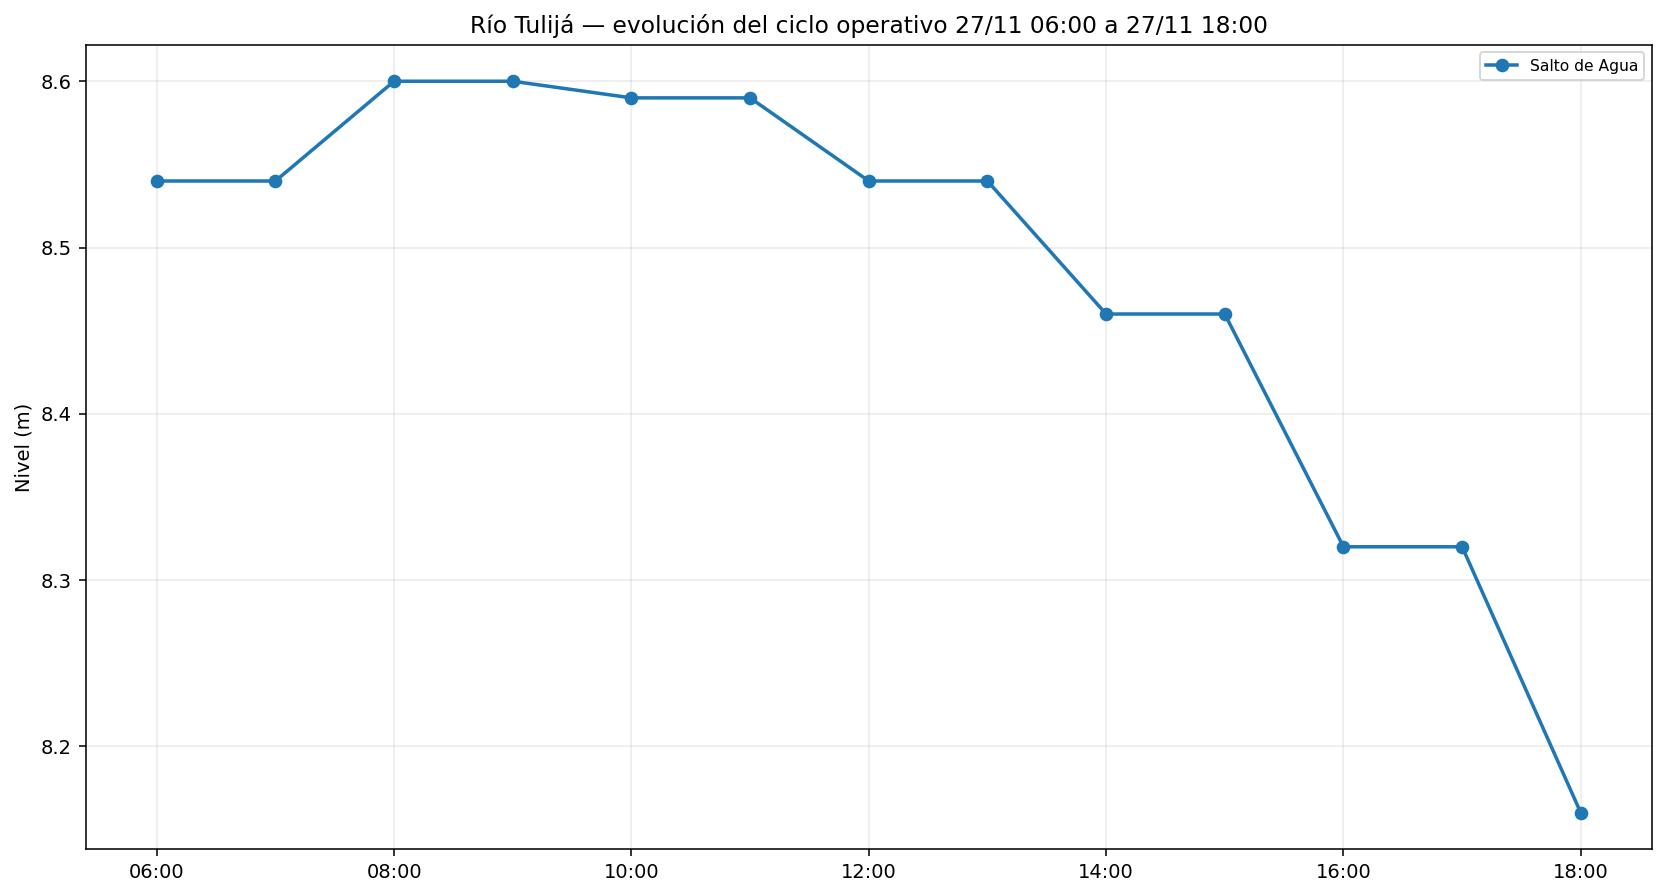 Río Tulijá — evolución del ciclo operativo 27/11 06:00 a 27/11 18:00
Salto de Agua
Nivel (m)
8.6
8.5
8.4
8.3
8.2
06:00 08:00 10:00 12:00 14:00 16:00 18:00